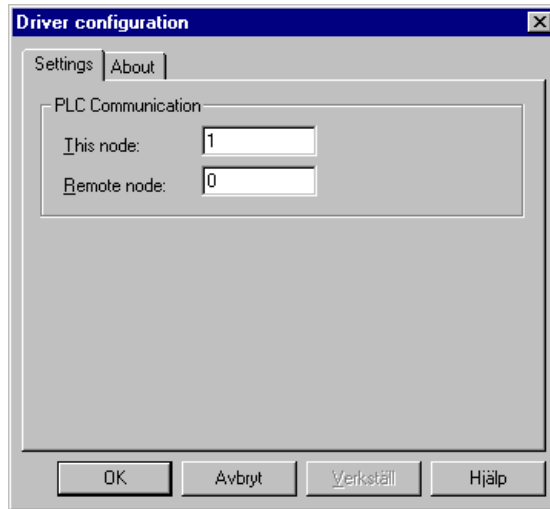 Driver configuration
Settings About
PLC Communication
This node: 1
Remote node: 0
OK Avbryt Verkställ Hjälp